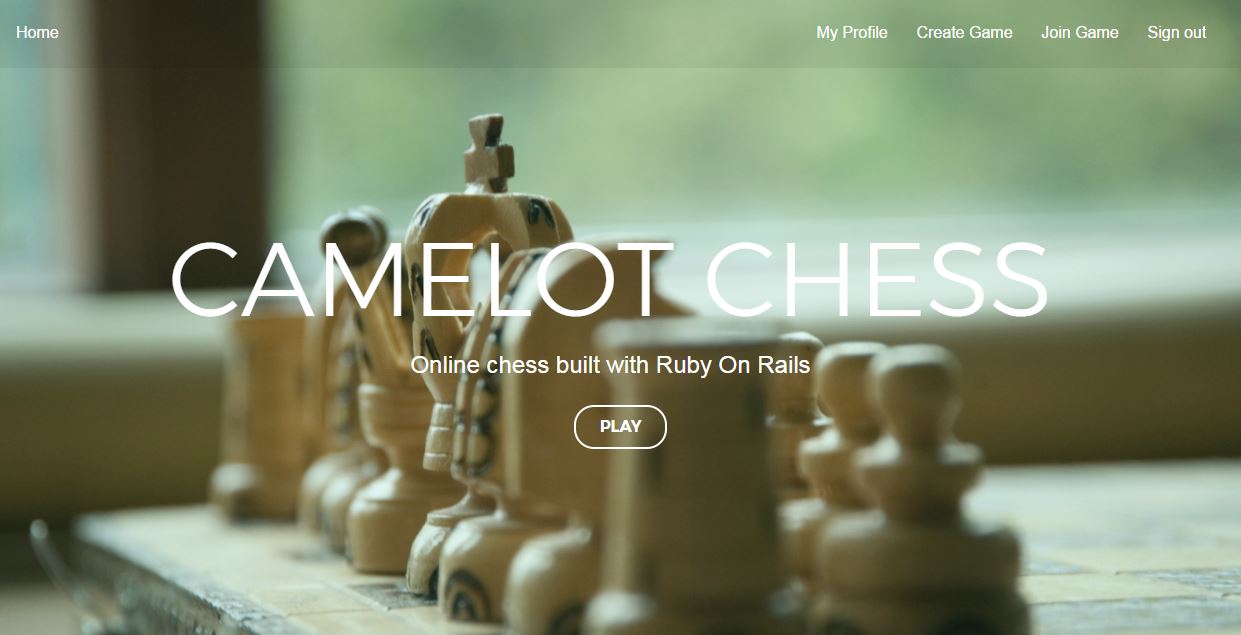 Home My Profile Create Game Join Game Sign out
CAMELOT CHESS
Online chess built with Ruby On Rails
PLAY